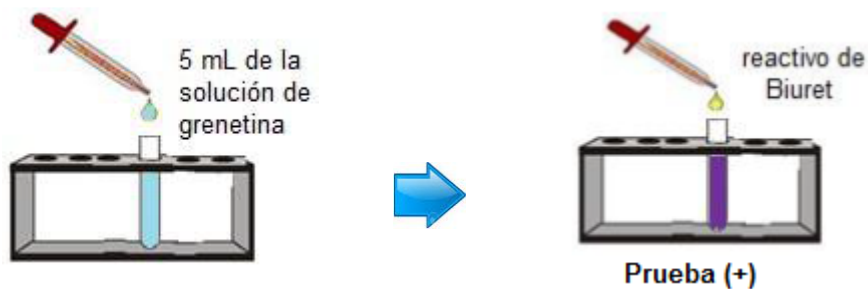 5 mL de la
solución de
grenetina
reactivo de
Biuret
Prueba (+)